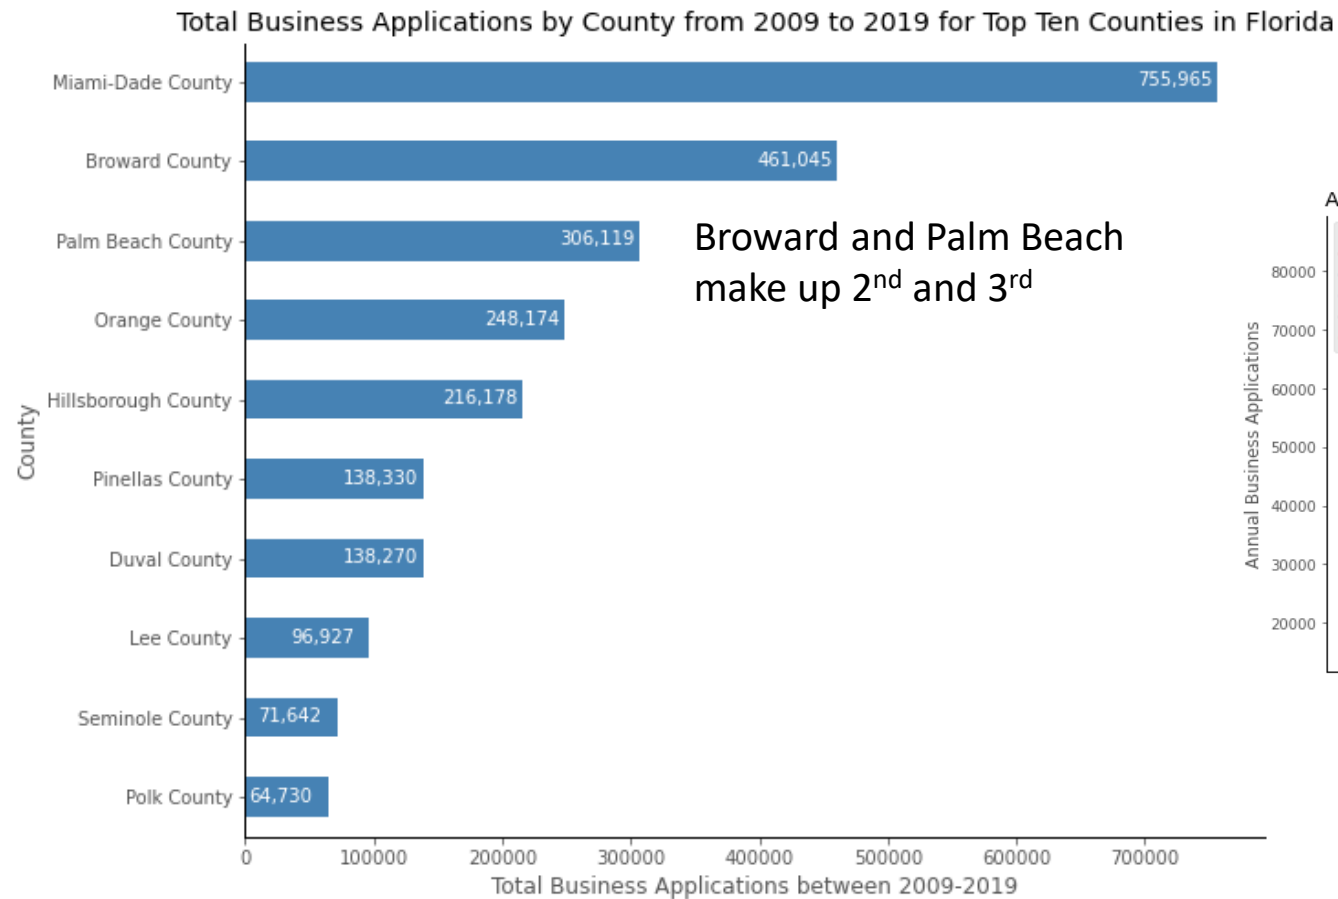 Total Business Applications by County from 2009 to 2019 for Top Ten Counties in Florida
Miami-Dade County
755,965
Broward County
461,045
Palm Beach County
306,119
Broward and Palm Beach
make up 2nd and 3rd
Orange County
248,174
Hillsborough County
216,178
Pinellas County
138,330
Duval County
138,270
Lee County
96,927
Seminole County
71,642
Polk County
64,730
County
0 100000 200000 300000 400000 500000 600000 700000
Total Business Applications between 2009-2019
A
80000
70000
60000
50000
40000
30000
20000
Annual Business Applications